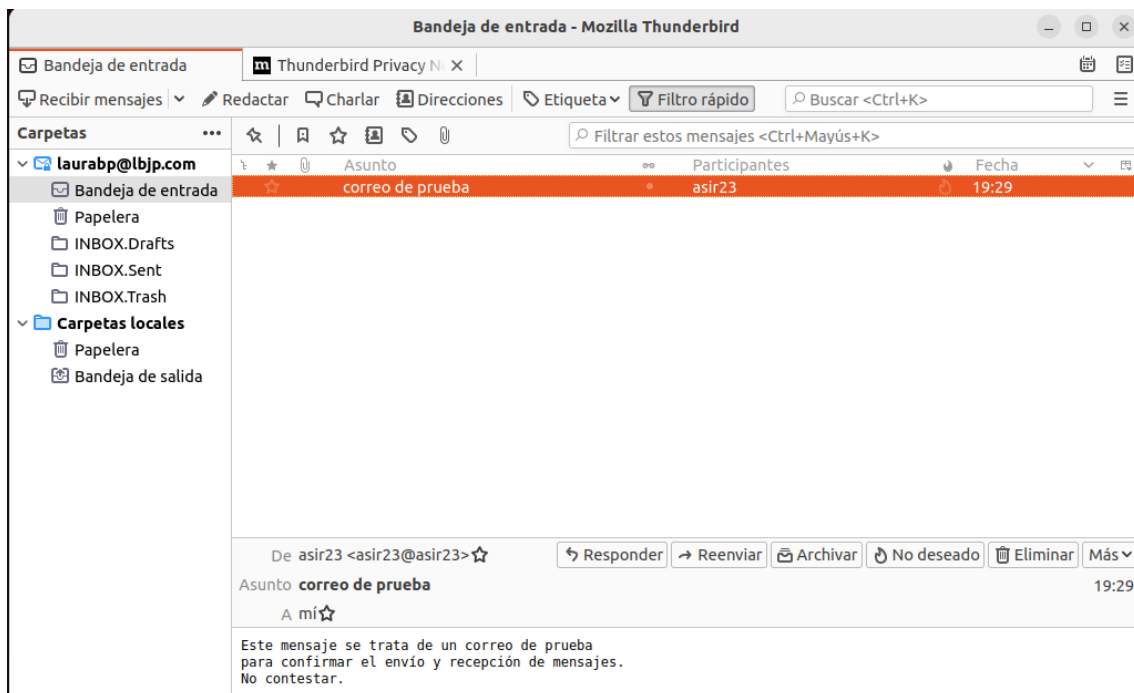 Bandeja de entrada - Mozilla Thunderbird
Bandeja de entrada
m Thunderbird Privacy N
Recibir mensajes Redactar Charlar Direcciones Etiqueta Filtro rápido Buscar <Ctrl+K>
Carpetas
Filtrar estos mensajes <Ctrl+Mayús+K>
laurabp@lbjp.com
Bandeja de entrada
Papelera
INBOX.Drafts
INBOX.Sent
INBOX.Trash
Carpetas locales
Papelera
Bandeja de salida
Asunto Participantes Fecha
correo de prueba asir23 19:29
De asir23 <asir23@asir23>
Responder Reenviar Archivar No deseado Eliminar Más
Asunto correo de prueba 19:29
A mí
Este mensaje se trata de un correo de prueba
para confirmar el envío y recepción de mensajes.
No contestar.